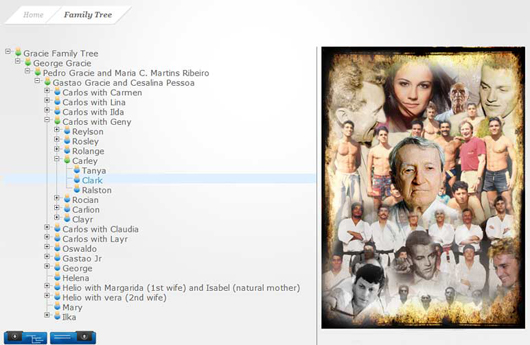 Home
Family Tree
Gracie Family Tree
George Gracie
Pedro Gracie and Maria C. Martins Ribeiro
Gastao Gracie and Cesalina Pessoa
Carlos with Carmen
Carlos with Lina
Carlos with Ilda
Carlos with Geny
Reylson
Rosley
Rolange
Carley
Tanya
Clark
Ralston
Rocian
Carlion
Clayr
Carlos with Claudia
Carlos with Layr
Oswaldo
Gastao Jr
George
Helena
Helio with Margarida (1st wife) and Isabel (natural mother)
Helio with vera (2nd wife)
Mary
Ilka